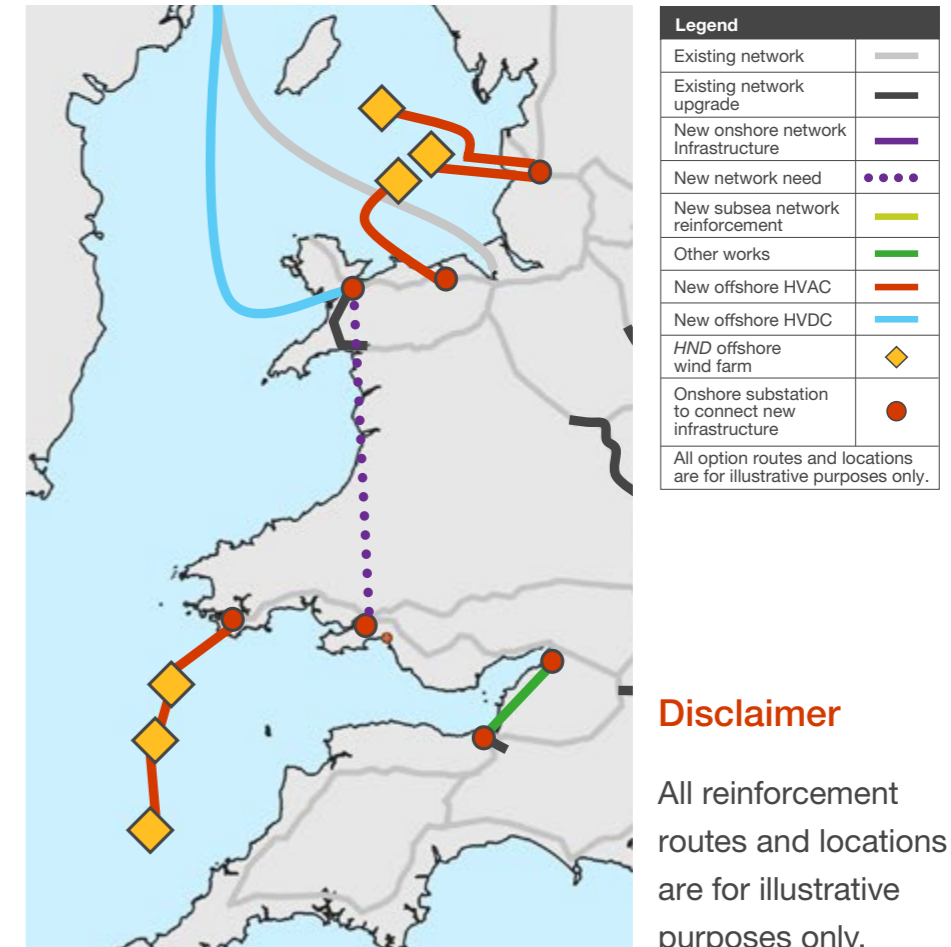 Legend
Existing network
Existing network
upgrade
New onshore network
Infrastructure
New network need
New subsea network
reinforcement
Other works
New offshore HVAC
New offshore HVDC
HND offshore
wind farm
Onshore substation
to connect new
infrastructure
All option routes and locations
are for illustrative purposes only.
Disclaimer
All reinforcement
routes and locations
are for illustrative
purposes only.